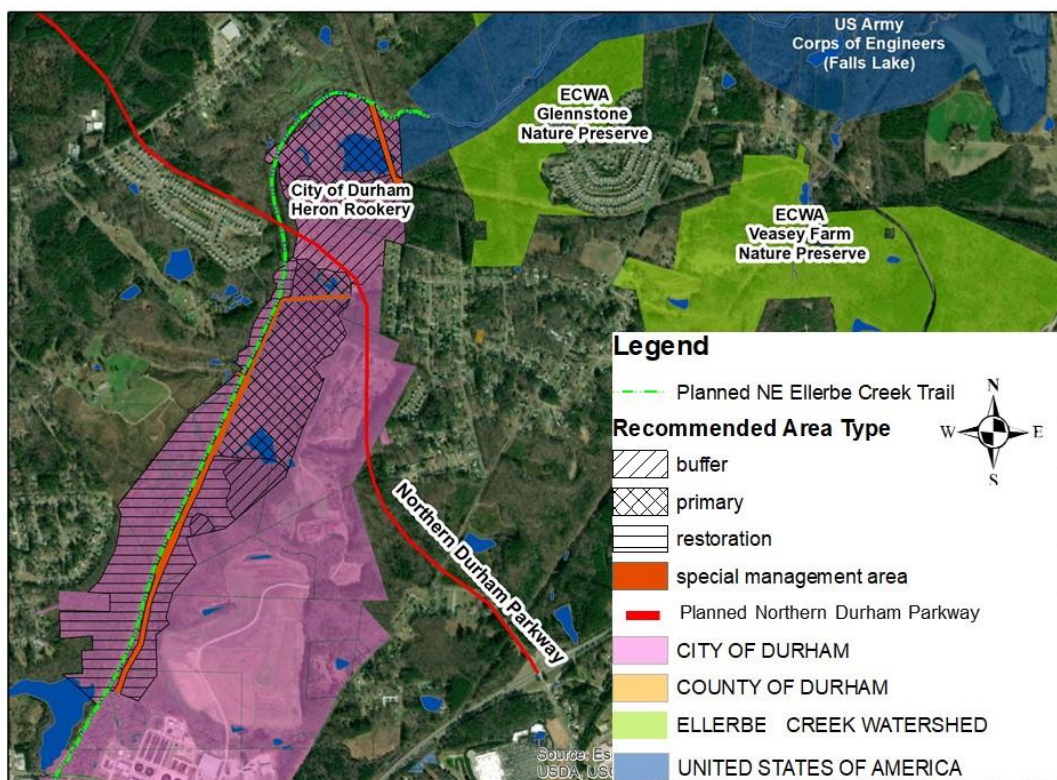 US Army
Corps of Engineers
(Falls Lake)
ECWA
Glennstone
Nature Preserve
City of Durham
Heron Rookery
ECWA
Veasey Farm
Nature Preserve
Northern Durham Parkway
Legend
Planned NE Ellerbe Creek Trail
Recommended Area Type
buffer
primary
restoration
special management area
Planned Northern Durham Parkway
CITY OF DURHAM
COUNTY OF DURHAM
ELLERBE CREEK WATERSHED
UNITED STATES OF AMERICA
N
W E
S
Source: Es
USDA, USG